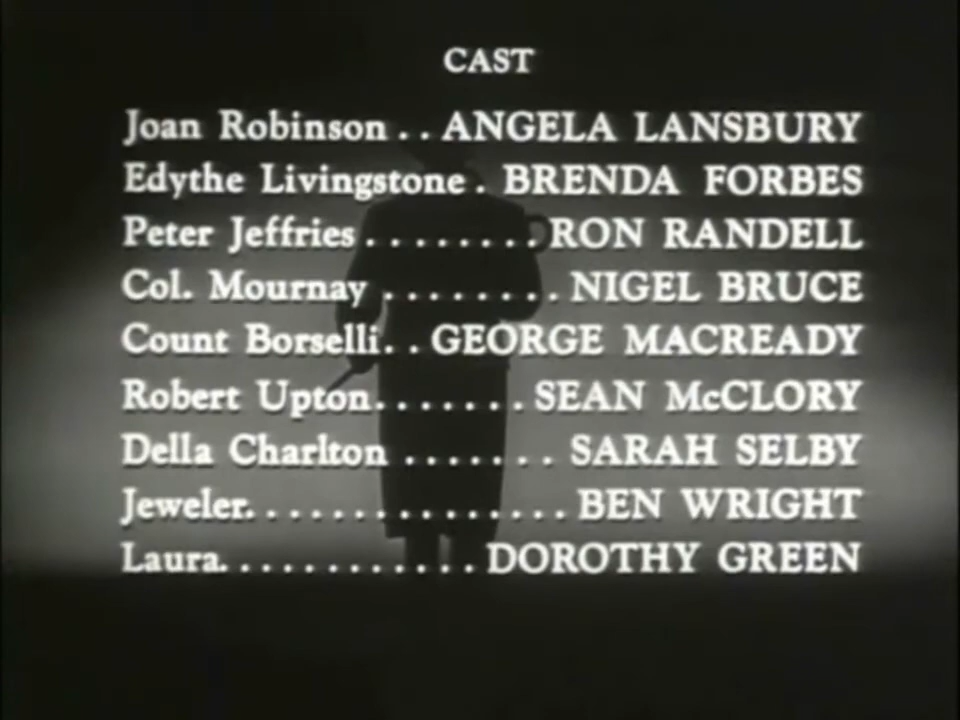 CAST
Joan Robinson . . ANGELA LANSBURY
Edythe Livingstone . BRENDA FORBES
Peter Jeffries . . . . . . . . RON RANDELL
Col. Mournay . . . . . . . . NIGEL BRUCE
Count Borselli . . GEORGE MACREADY
Robert Upton . . . . . . . SEAN McCLORY
Della Charlton . . . . . . . SARAH SELBY
Jeweler . . . . . . . . . . . . . . . . BEN WRIGHT
Laura . . . . . . . . . . . . . DOROTHY GREEN